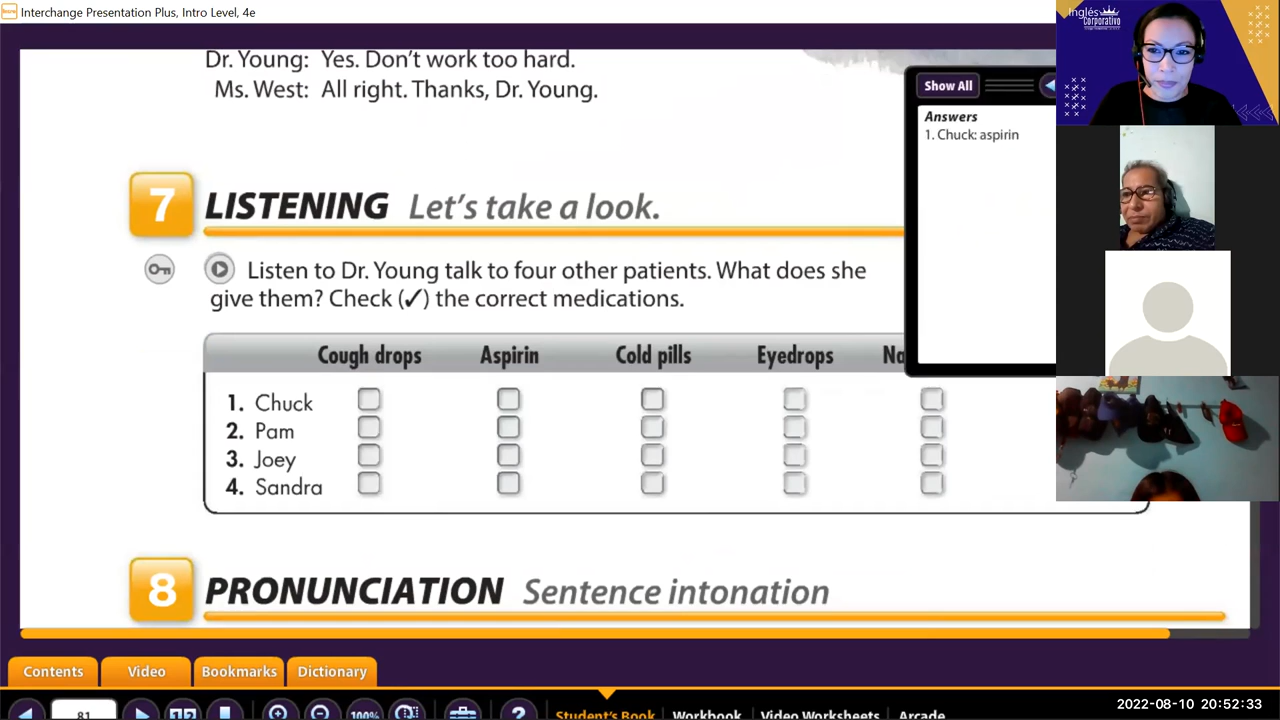 Interchange Presentation Plus, Intro Level, 4e
Dr. Young: Yes. Don't work too hard.
Ms. West: All right. Thanks, Dr. Young.
Show All
Answers
1. Chuck: aspirin
Inglés
Corporativo
7 LISTENING Let's take a look.
Listen to Dr. Young talk to four other patients. What does she
give them? Check (✓) the correct medications.
Cough drops Aspirin Cold pills Eyedrops Na
1. Chuck
2. Pam
3. Joey
4. Sandra
8 PRONUNCIATION Sentence intonation
Contents Video Bookmarks Dictionary
81 100% ? Student's Book Workbook Video Worksheets Arcade
2022-08-10 20:52:33